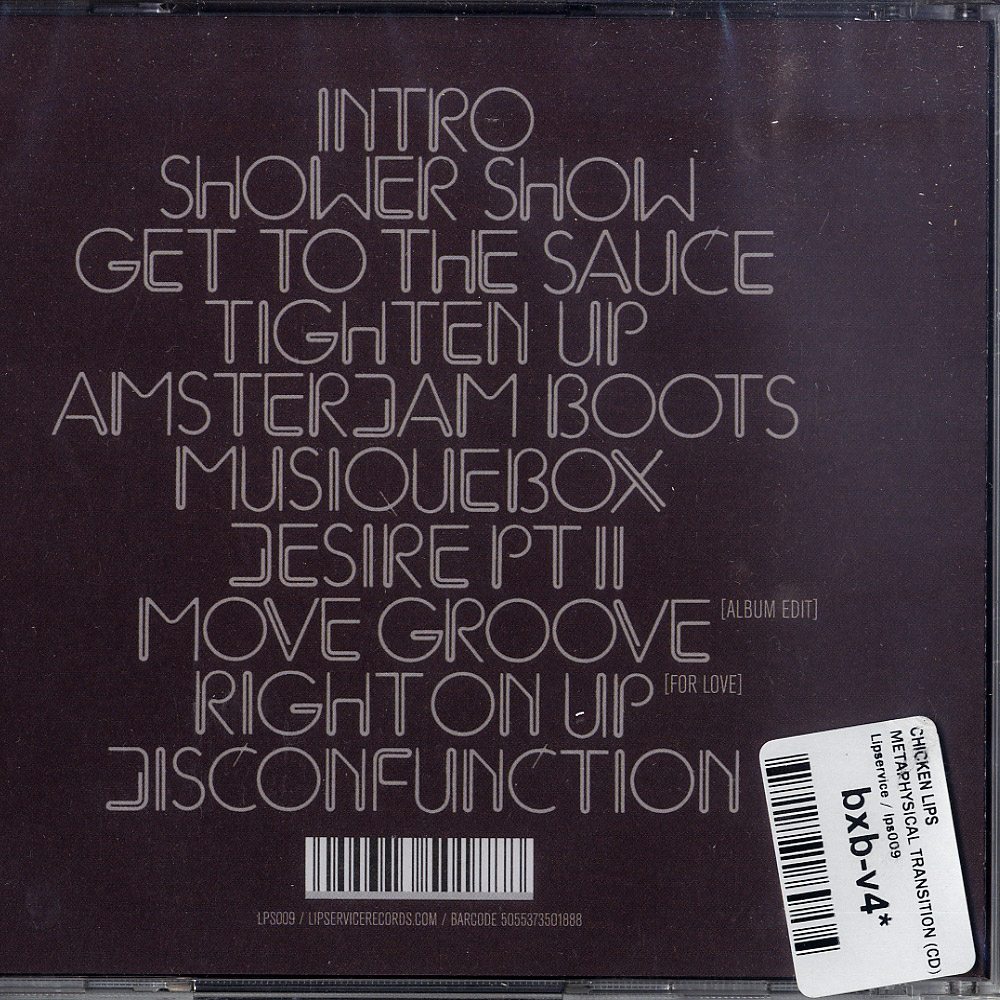 INTRO
SHOWER SHOW
GET TO THE SAUCE
TIGHTEN UP
AMSTERDAM BOOTS
MUSIQUEBOX
DESIRE PT II
MOVE GROOVE [ALBUM EDIT]
RIGHT ON UP [FOR LOVE]
DISCONFUNCTION
LPS009 / LIPSERVICERECORDS.COM / BARCODE 5055373501888
CHICKEN LIPS
METAPHYSICAL TRANSITION (CD)
Lipservice / lps009
bxb-v4*